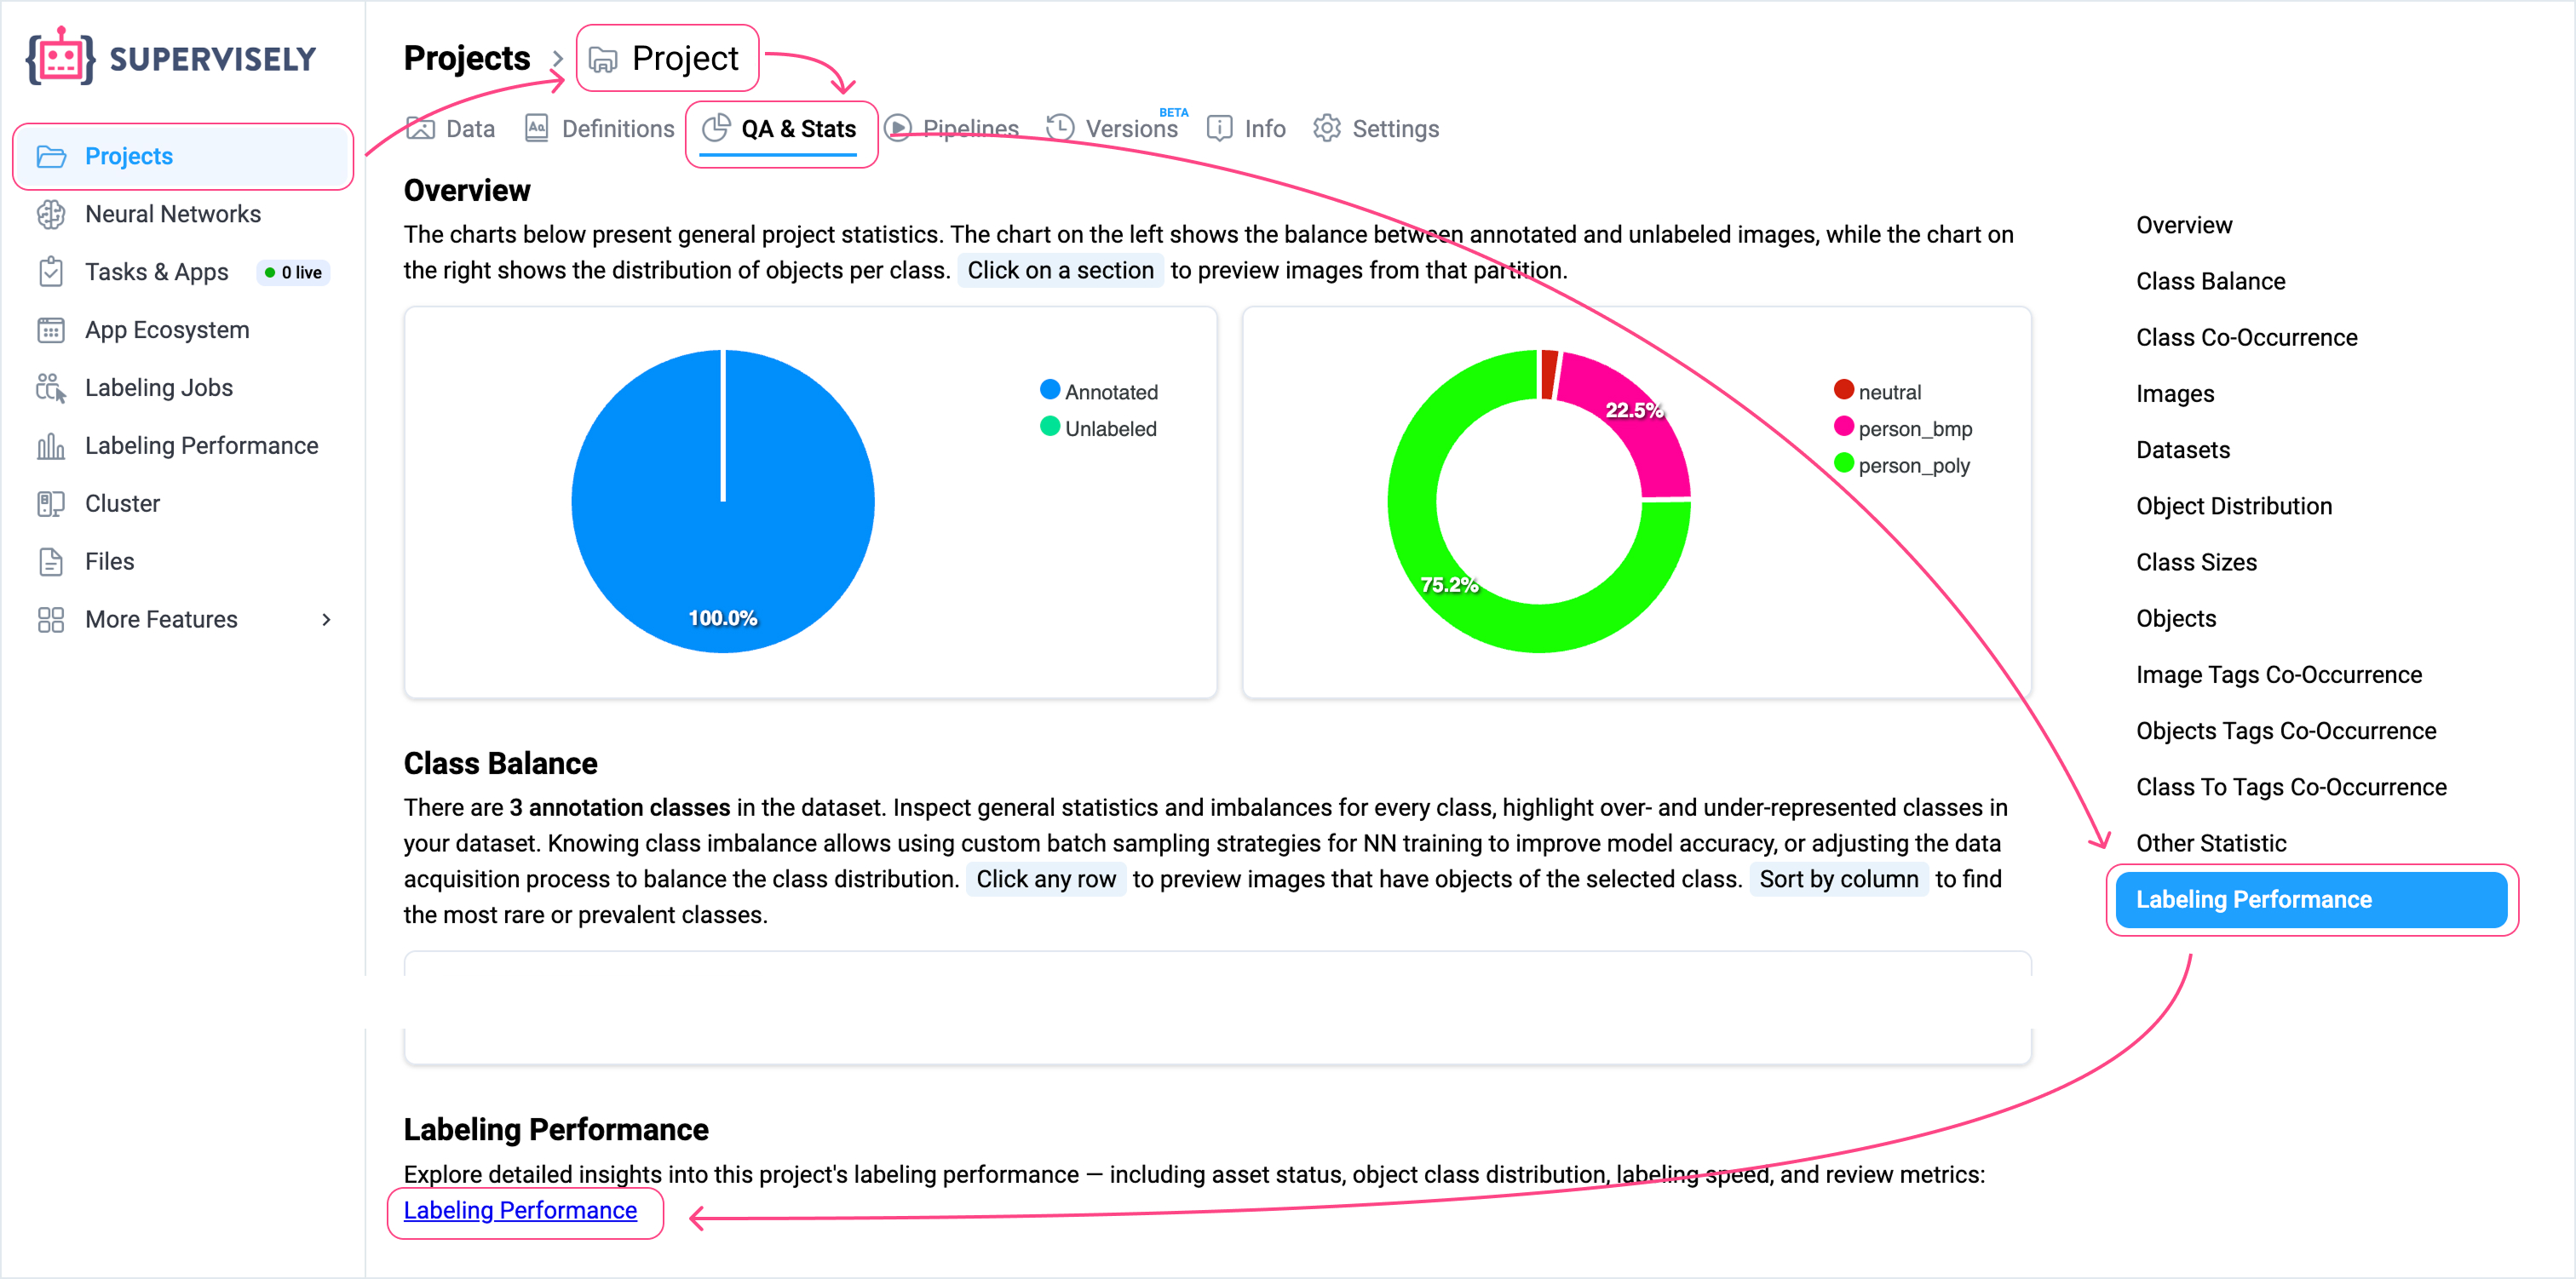 SUPERVISELY
Projects
Neural Networks
Tasks & Apps 0 live
App Ecosystem
Labeling Jobs
Labeling Performance
Cluster
Files
More Features
Projects > Project
Data Definitions QA & Stats Pipelines Versions BETA Info Settings
Overview
The charts below present general project statistics. The chart on the left shows the balance between annotated and unlabeled images, while the chart on
the right shows the distribution of objects per class. Click on a section to preview images from that partition.
Annotated
Unlabeled
100.0%
neutral
person_bmp
person_poly
22.5%
75.2%
Class Balance
There are 3 annotation classes in the dataset. Inspect general statistics and imbalances for every class, highlight over- and under-represented classes in
your dataset. Knowing class imbalance allows using custom batch sampling strategies for NN training to improve model accuracy, or adjusting the data
acquisition process to balance the class distribution. Click any row to preview images that have objects of the selected class. Sort by column to find
the most rare or prevalent classes.
Labeling Performance
Explore detailed insights into this project's labeling performance — including asset status, object class distribution, labeling speed, and review metrics:
Labeling Performance
Overview
Class Balance
Class Co-Occurrence
Images
Datasets
Object Distribution
Class Sizes
Objects
Image Tags Co-Occurrence
Objects Tags Co-Occurrence
Class To Tags Co-Occurrence
Other Statistic
Labeling Performance